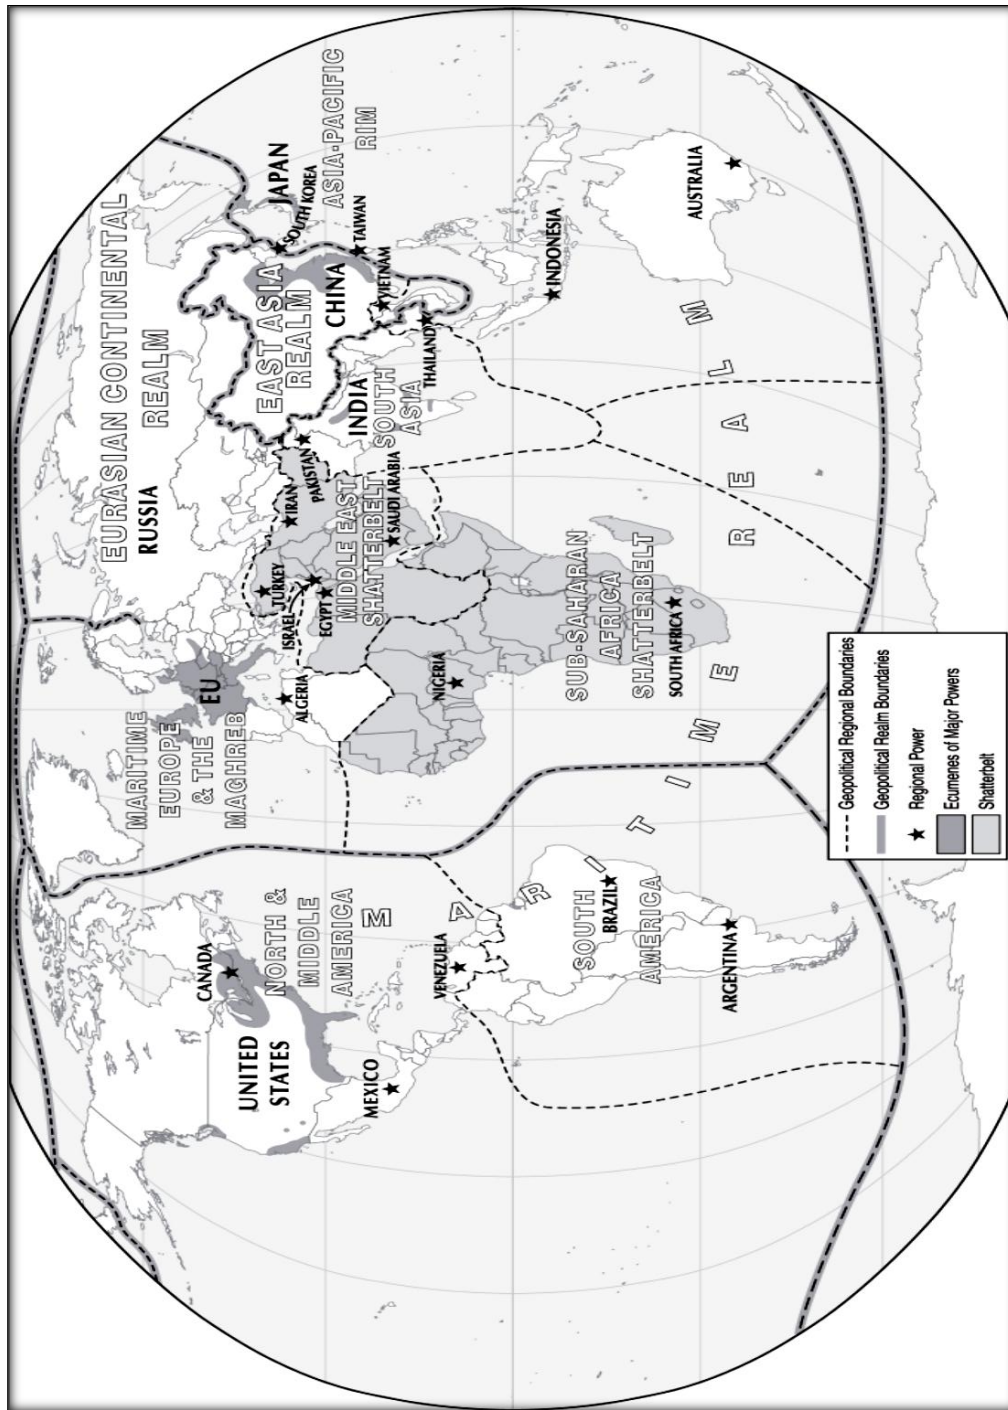 EURASIAN CONTINENTAL
REALM
RUSSIA
MARITIME
EUROPE
& THE
MAGHREB
EU
EAST ASIA
REALM
CHINA
JAPAN
SOUTH KOREA
ASIA-PACIFIC
RIM
TAIWAN
VIETNAM
THAILAND
INDIA
SOUTH
ASIA
PAKISTAN
IRAN
TURKEY
ISRAEL
EGYPT
MIDDLE EAST
SHATTERBELT
SAUDI ARABIA
ALGERIA
NIGERIA
SUB-SAHARAN
AFRICA
SHATTERBELT
SOUTH AFRICA
INDONESIA
AUSTRALIA
CANADA
UNITED
STATES
NORTH &
MIDDLE
AMERICA
MEXICO
VENEZUELA
SOUTH
AMERICA
BRAZIL
ARGENTINA
MARITIME REALM
Geopolitical Regional Boundaries
Geopolitical Realm Boundaries
Regional Power
Ecumenes of Major Powers
Shatterbelt